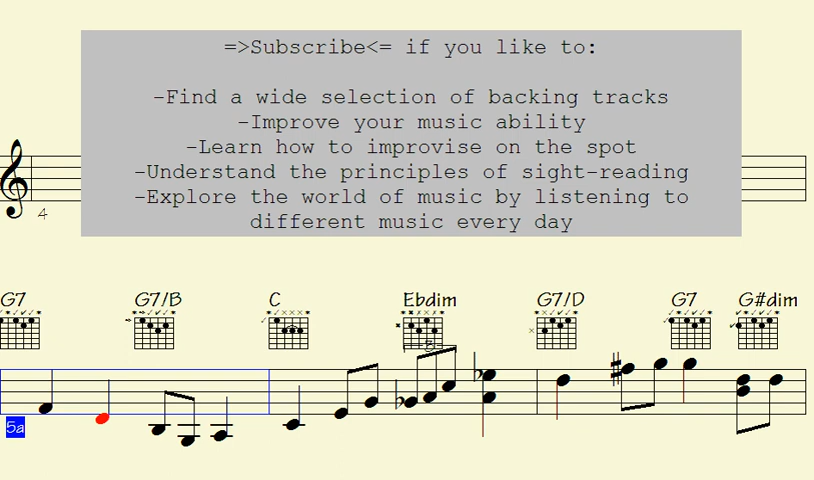 =>Subscribe<= if you like to:
-Find a wide selection of backing tracks
-Improve your music ability
-Learn how to improvise on the spot
-Understand the principles of sight-reading
-Explore the world of music by listening to
different music every day
4
G7 G7/B C Ebdim G7/D G7 G#dim
3
5a